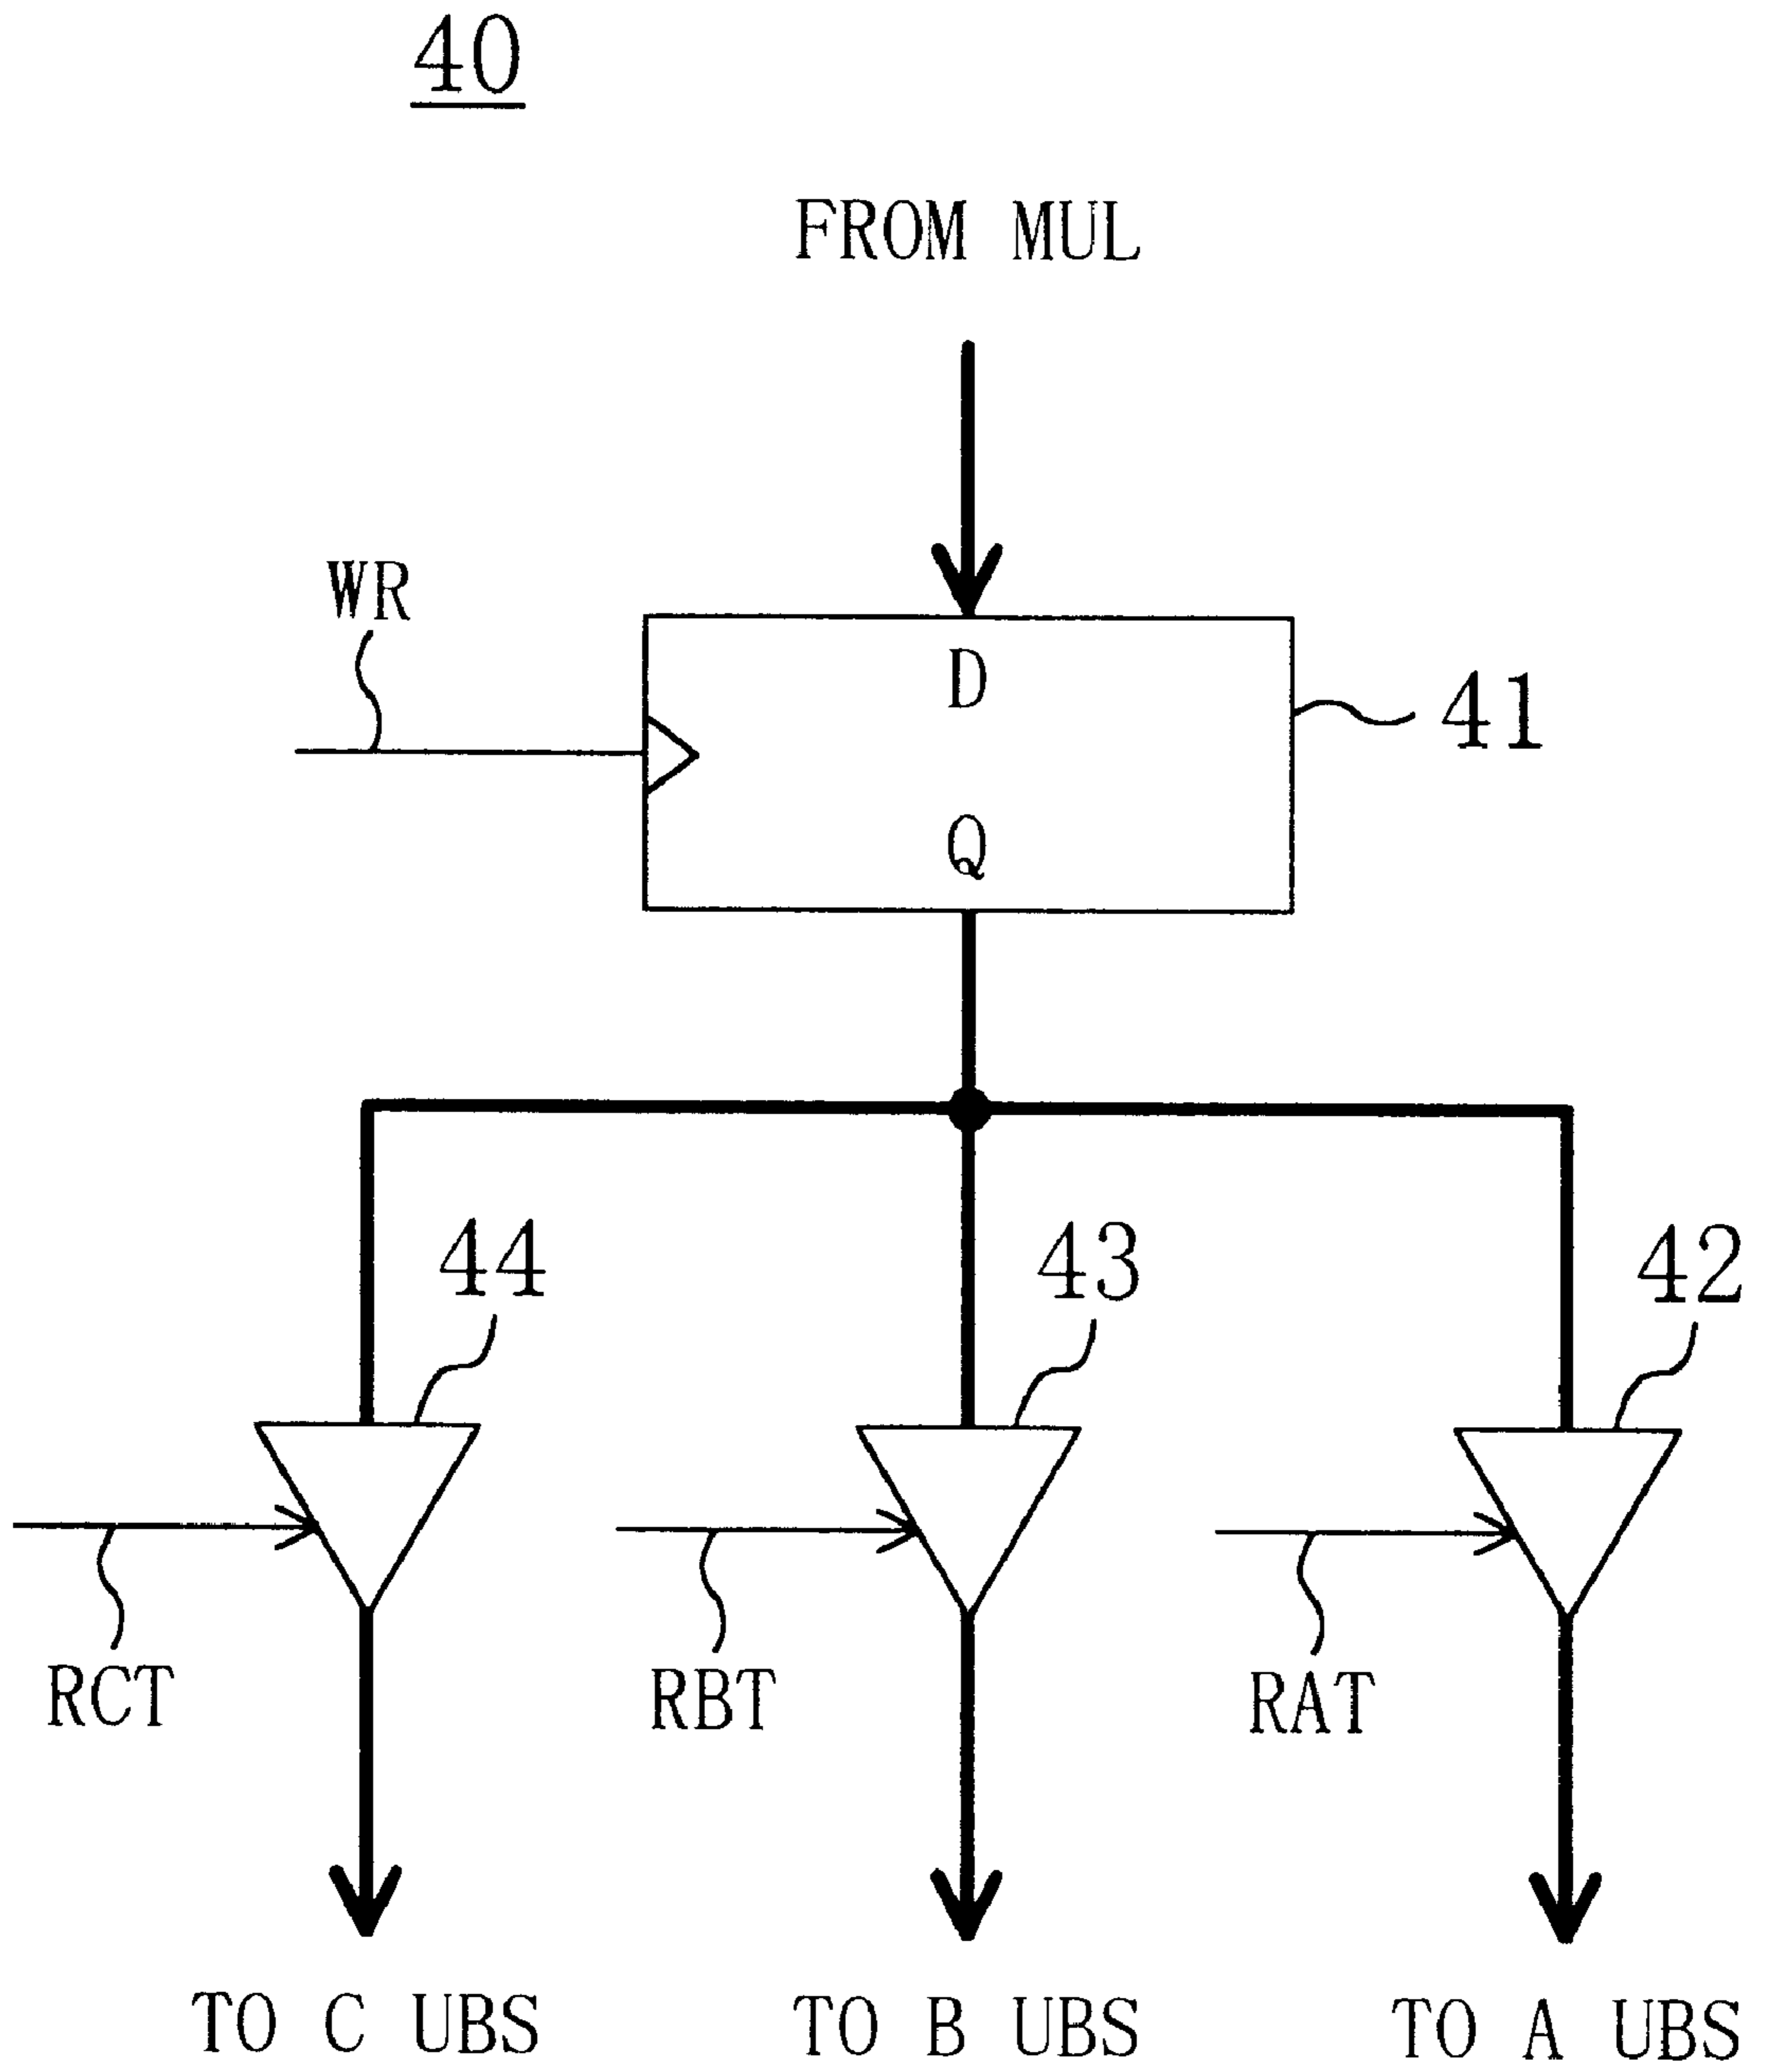 40
FROM MUL
WR
D
41
Q
44
43
42
RCT
RBT
RAT
TO C UBS
TO B UBS
TO A UBS